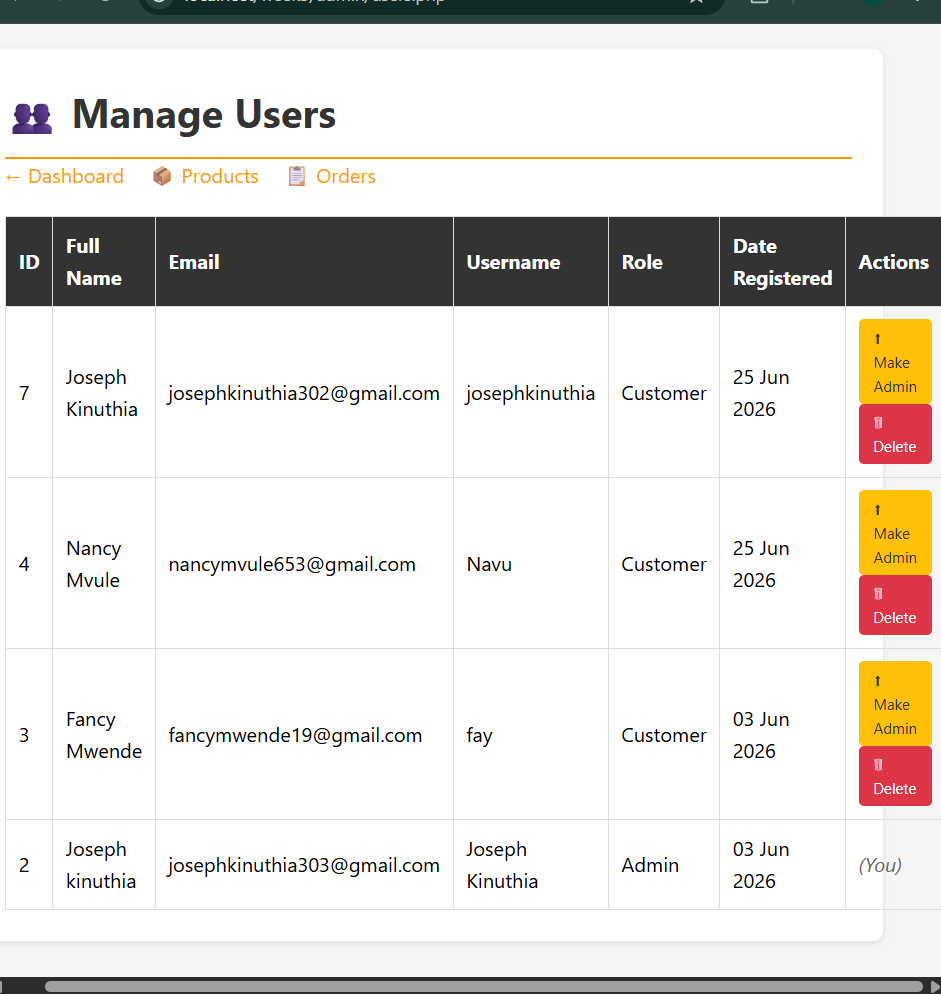 Manage Users
← Dashboard Products Orders
ID Full Name Email Username Role Date Registered Actions
7 Joseph Kinuthia josephkinuthia302@gmail.com josephkinuthia Customer 25 Jun 2026 Make Admin Delete
4 Nancy Mvule nancymvule653@gmail.com Navu Customer 25 Jun 2026 Make Admin Delete
3 Fancy Mwende fancymwende19@gmail.com fay Customer 03 Jun 2026 Make Admin Delete
2 Joseph kinuthia josephkinuthia303@gmail.com Joseph Kinuthia Admin 03 Jun 2026 (You)